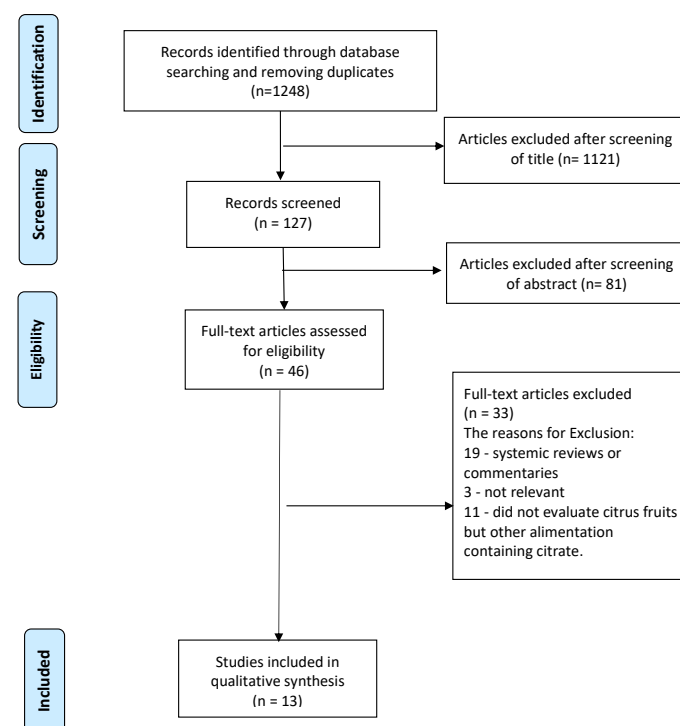 Identification
Records identified through database
searching and removing duplicates
(n=1248)
Articles excluded after screening
of title (n= 1121)
Screening
Records screened
(n = 127)
Articles excluded after screening
of abstract (n= 81)
Eligibility
Full-text articles assessed
for eligibility
(n = 46)
Full-text articles excluded
(n = 33)
The reasons for Exclusion:
19 - systemic reviews or
commentaries
3 - not relevant
11 - did not evaluate citrus fruits
but other alimentation
containing citrate.
Included
Studies included in
qualitative synthesis
(n = 13)